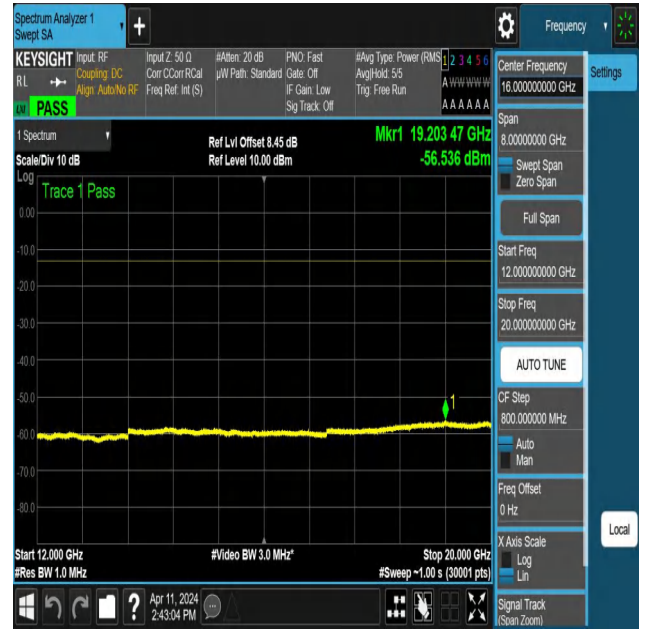 Spectrum Analyzer 1
Swept SA
+
Frequency
KEYSIGHT
RL
LXI
PASS
Input: RF
Coupling: DC
Align: Auto/No RF
Input Z: 50 Ω
Corr CCorr RCal
Freq Ref: Int (S)
#Atten: 20 dB
µW Path: Standard
PNO: Fast
Gate: Off
IF Gain: Low
Sig Track: Off
#Avg Type: Power (RMS
Avg|Hold: 5/5
Trig: Free Run
1 2 3 4 5 6
A W W W W W
A A A A A A
1 Spectrum
Scale/Div 10 dB
Ref Lvl Offset 8.45 dB
Ref Level 10.00 dBm
Mkr1 19.203 47 GHz
-56.536 dBm
Log
Trace 1 Pass
0.00
-10.0
-20.0
-30.0
-40.0
-50.0
-60.0
-70.0
-80.0
1
Start 12.000 GHz
#Res BW 1.0 MHz
#Video BW 3.0 MHz*
Stop 20.000 GHz
#Sweep ~1.00 s (30001 pts)
Apr 11, 2024
2:43:04 PM
?
Center Frequency
16.000000000 GHz
Settings
Span
8.00000000 GHz
Swept Span
Zero Span
Full Span
Start Freq
12.000000000 GHz
Stop Freq
20.000000000 GHz
AUTO TUNE
CF Step
800.000000 MHz
Auto
Man
Freq Offset
0 Hz
Local
X Axis Scale
Log
Lin
Signal Track
(Span Zoom)